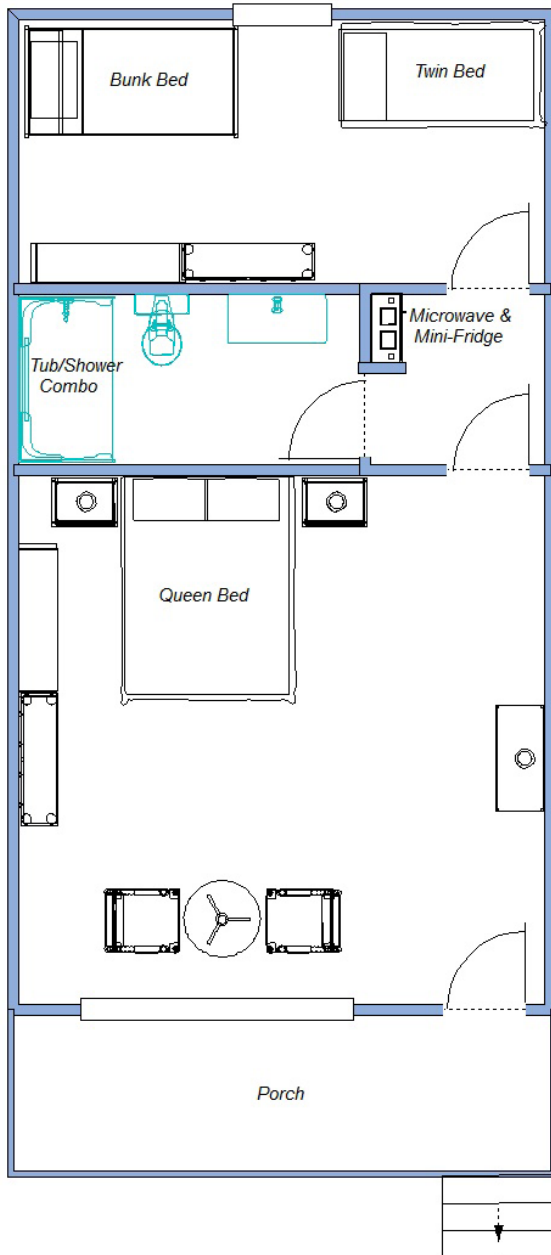 Bunk Bed
Twin Bed
Microwave &
Mini-Fridge
Tub/Shower
Combo
Queen Bed
Porch